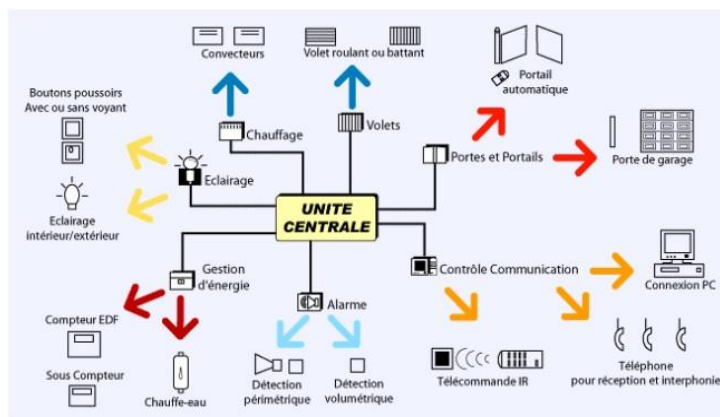 Convecteurs
Volet roulant ou battant
Portail
automatique
Boutons poussoirs
Avec ou sans voyant
Chauffage
Volets
Portes et Portails
Porte de garage
Eclairage
UNITE
CENTRALE
Eclairage
intérieur/extérieur
Gestion
d'énergie
Alarme
Contrôle Communication
Connexion PC
Compteur EDF
Sous Compteur
Chauffe-eau
Détection
périmétrique
Détection
volumétrique
Télécommande IR
Téléphone
pour réception et interphonie